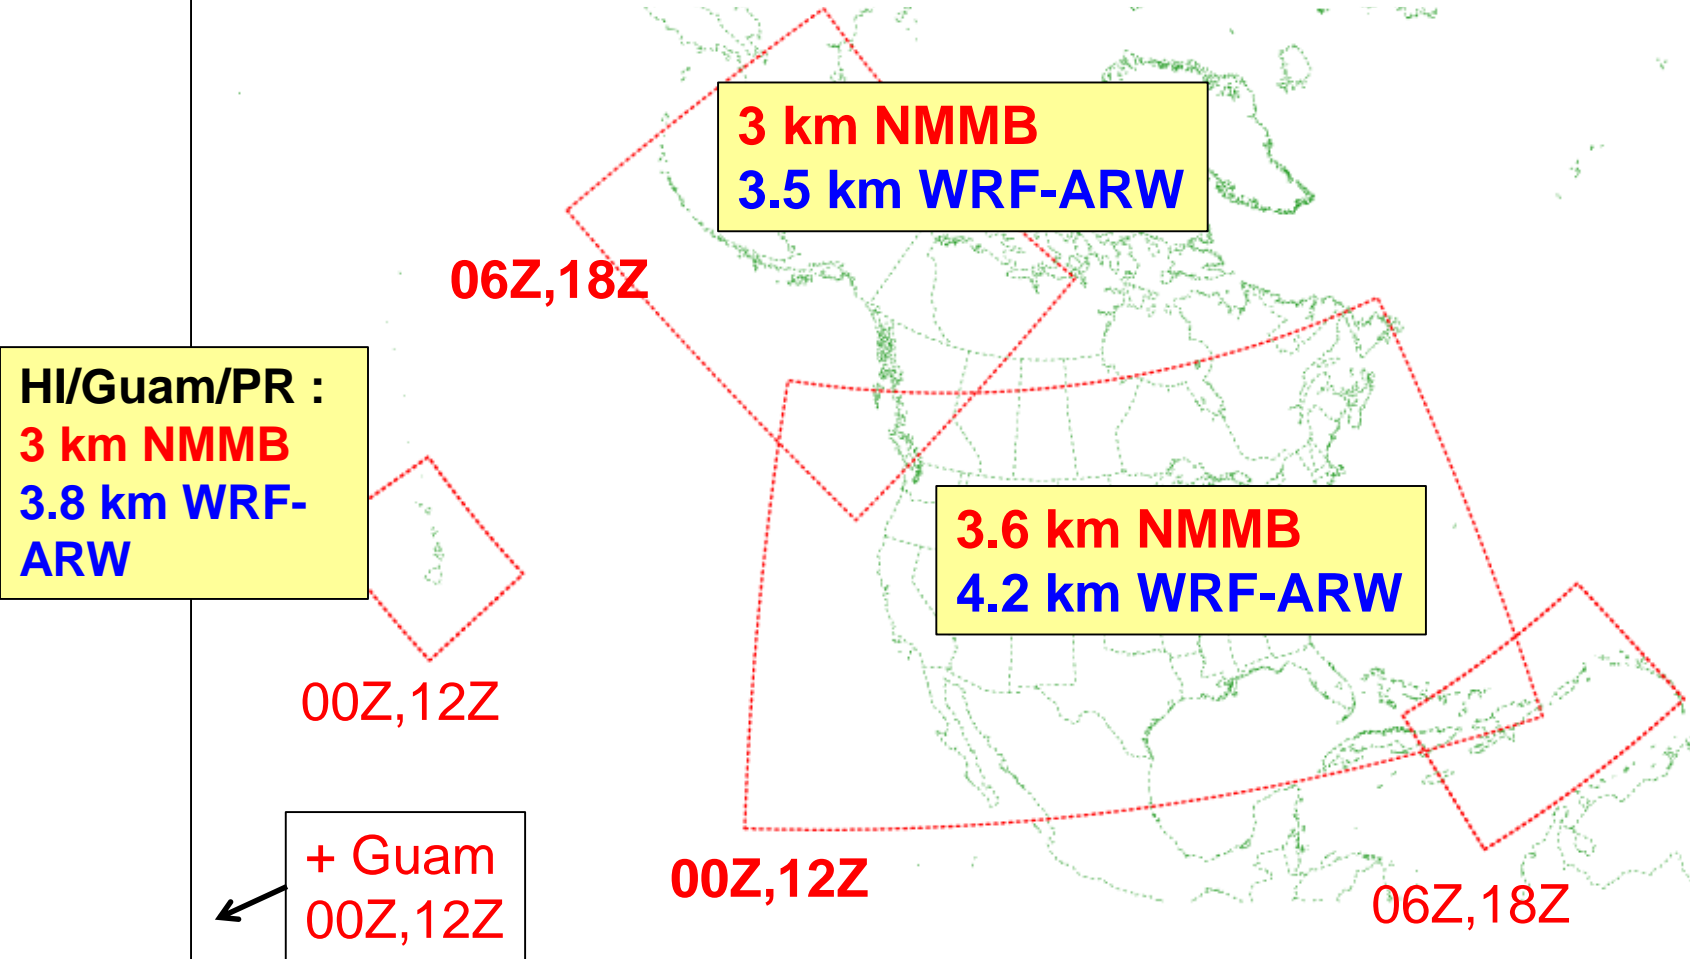 3 km NMMB
3.5 km WRF-ARW
06Z,18Z
HI/Guam/PR :
3 km NMMB
3.8 km WRF-
ARW
3.6 km NMMB
4.2 km WRF-ARW
00Z,12Z
+ Guam
00Z,12Z
00Z,12Z
06Z,18Z